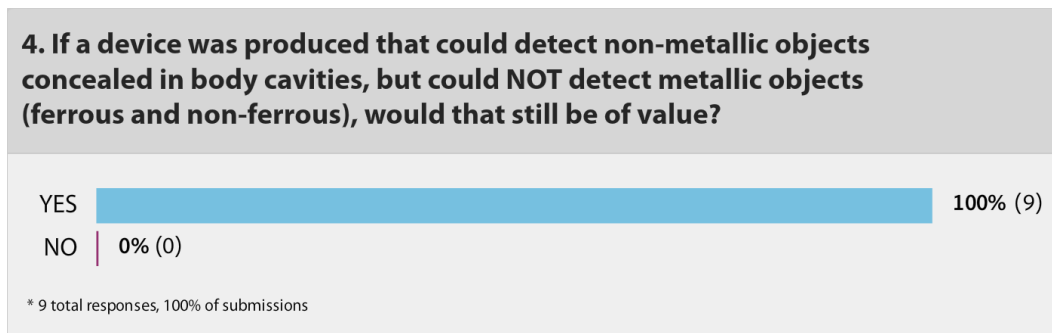 4. If a device was produced that could detect non-metallic objects
concealed in body cavities, but could NOT detect metallic objects
(ferrous and non-ferrous), would that still be of value?
YES 100% (9)
NO 0% (0)
* 9 total responses, 100% of submissions